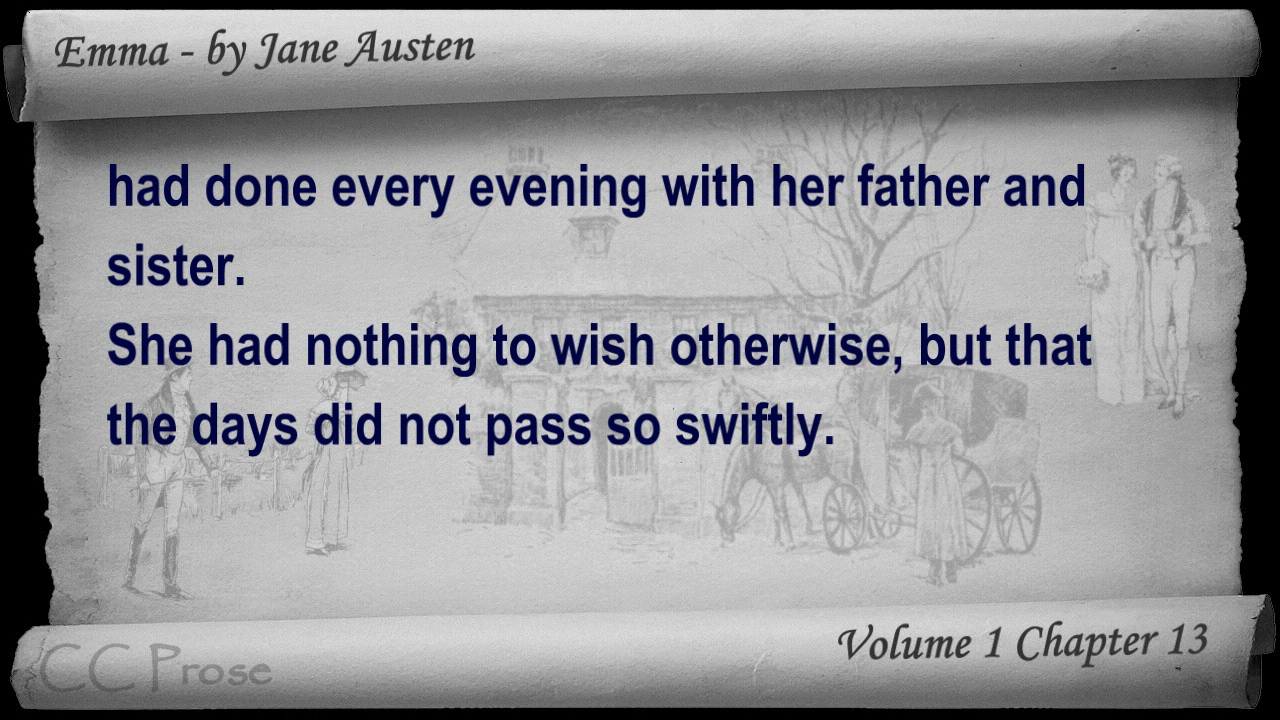 Emma - by Jane Austen
had done every evening with her father and
sister.
She had nothing to wish otherwise, but that
the days did not pass so swiftly.
Volume 1 Chapter 13
CC Prose